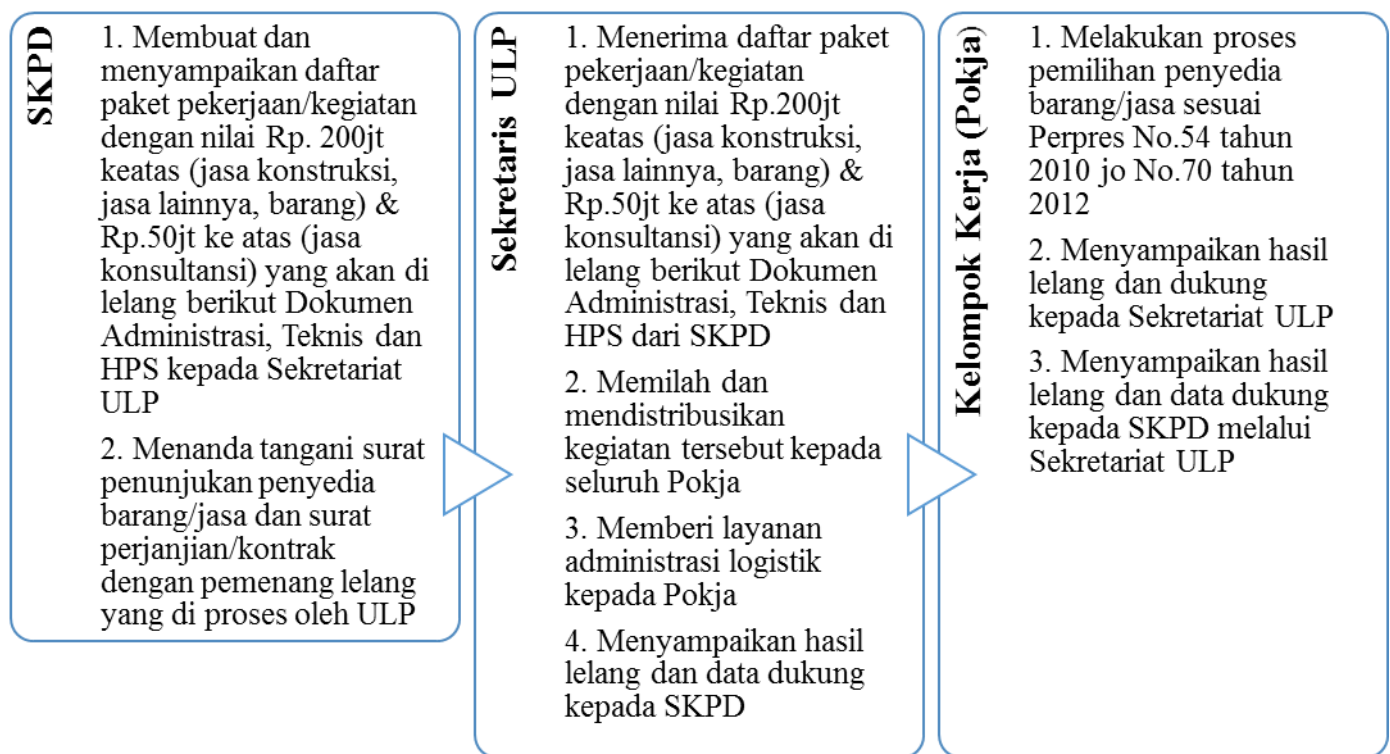 SKPD
1. Membuat dan
menyampaikan daftar
paket pekerjaan/kegiatan
dengan nilai Rp. 200jt
keatas (jasa konstruksi,
jasa lainnya, barang) &
Rp.50jt ke atas (jasa
konsultansi) yang akan di
lelang berikut Dokumen
Administrasi, Teknis dan
HPS kepada Sekretariat
ULP
2. Menanda tangani surat
penunjukan penyedia
barang/jasa dan surat
perjanjian/kontrak
dengan pemenang lelang
yang di proses oleh ULP
Sekretaris ULP
1. Menerima daftar paket
pekerjaan/kegiatan
dengan nilai Rp.200jt
keatas (jasa konstruksi,
jasa lainnya, barang) &
Rp.50jt ke atas (jasa
konsultansi) yang akan di
lelang berikut Dokumen
Administrasi, Teknis dan
HPS dari SKPD
2. Memilah dan
mendistribusikan
kegiatan tersebut kepada
seluruh Pokja
3. Memberi layanan
administrasi logistik
kepada Pokja
4. Menyampaikan hasil
lelang dan data dukung
kepada SKPD
Kelompok Kerja (Pokja)
1. Melakukan proses
pemilihan penyedia
barang/jasa sesuai
Perpres No.54 tahun
2010 jo No.70 tahun
2012
2. Menyampaikan hasil
lelang dan dukung
kepada Sekretariat ULP
3. Menyampaikan hasil
lelang dan data dukung
kepada SKPD melalui
Sekretariat ULP